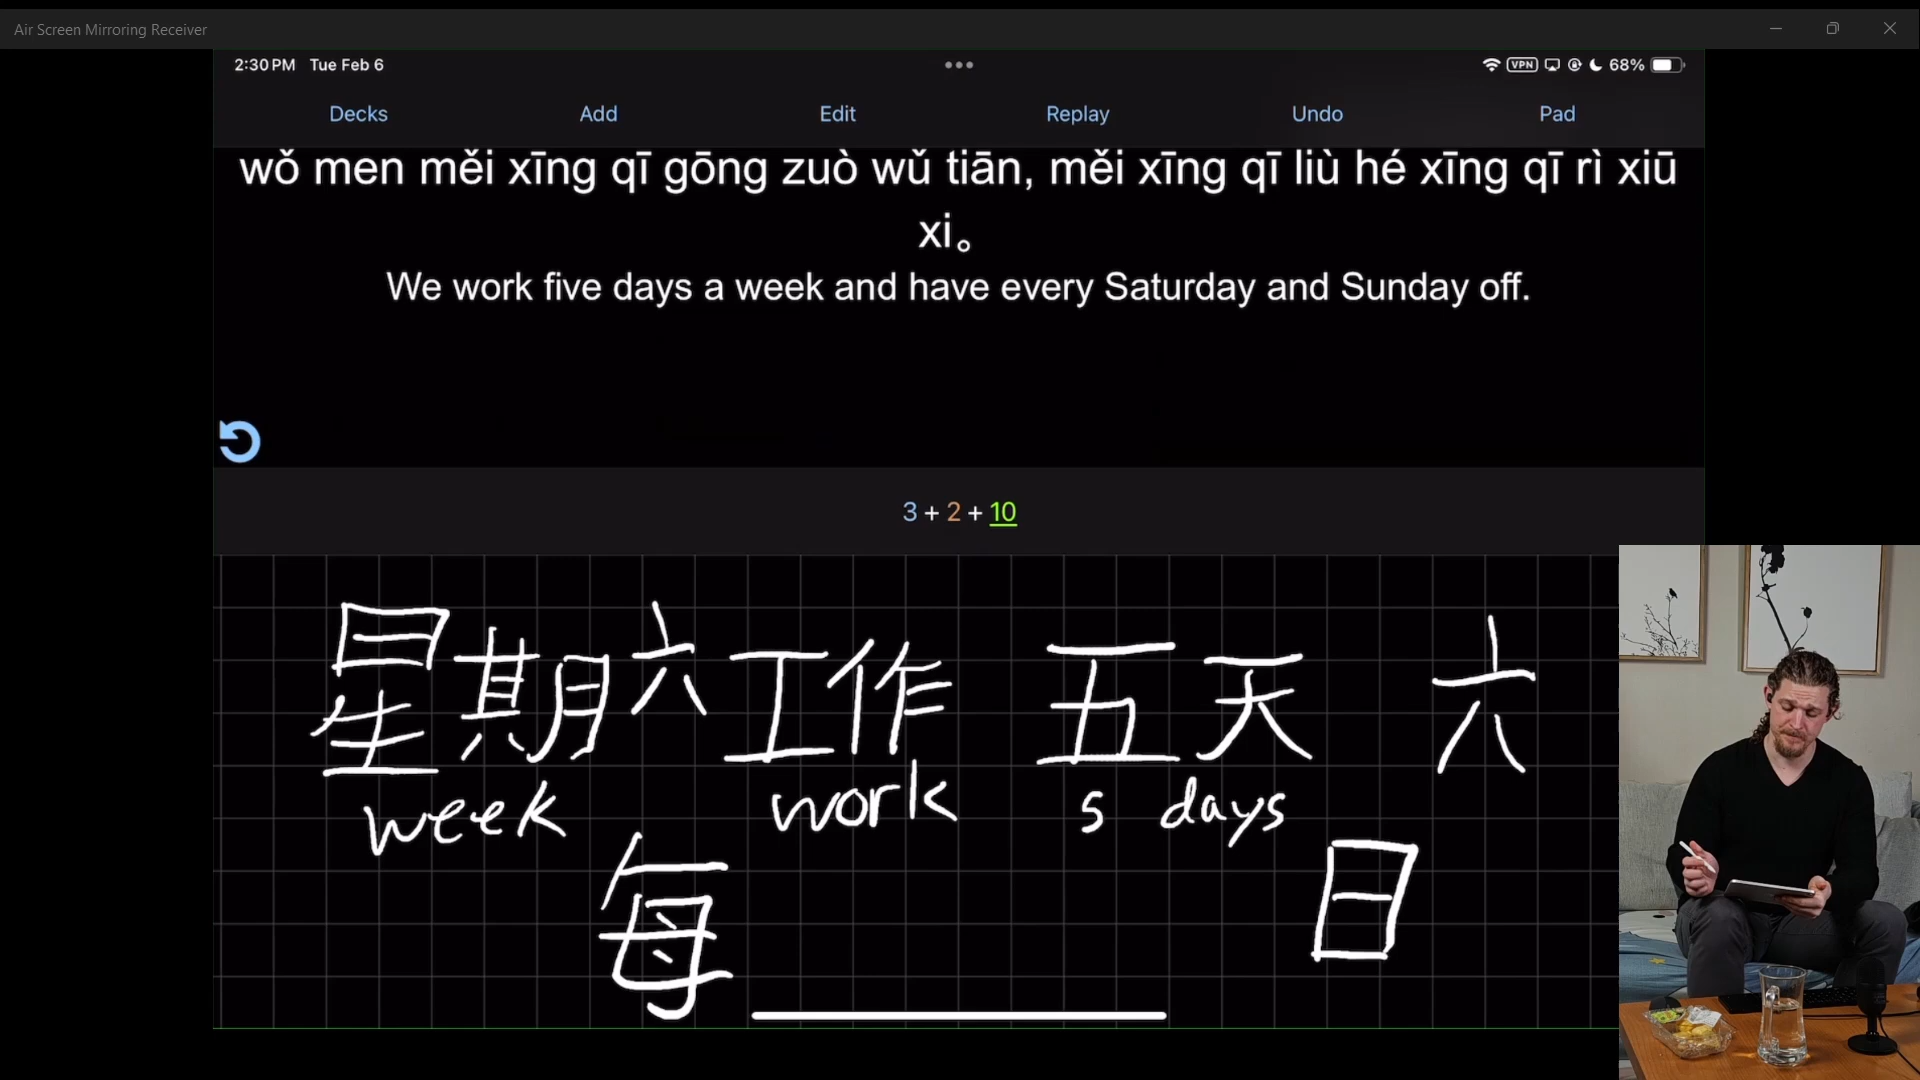 Air Screen Mirroring Receiver
2:30 PM Tue Feb 6
VPN 68%
Decks Add Edit Replay Undo Pad
wǒ men měi xīng qī gōng zuò wǔ tiān, měi xīng qī liù hé xīng qī rì xiū
xi。
We work five days a week and have every Saturday and Sunday off.
3 + 2 + 10
星期六工作 五天 六
week work 5 days
每 日